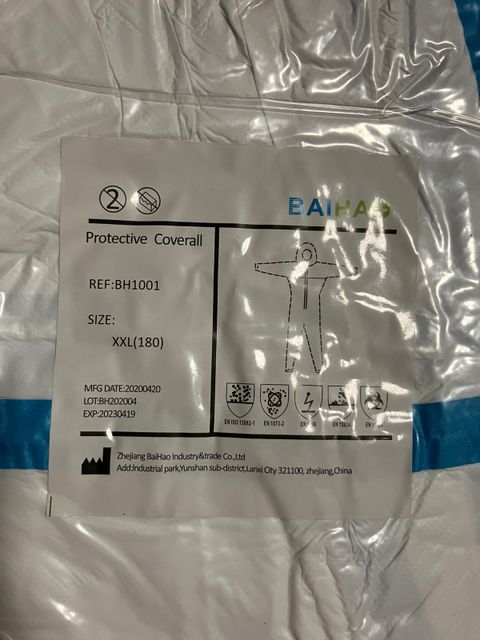 2
BAIHAO
Protective Coverall
REF:BH1001
SIZE:
XXL(180)
MFG DATE:20200420
LOT:BH202004
EXP:20230419
EN ISO 13982-1
EN 1073-2
Zhejiang BaiHao Industry&trade Co.,Ltd
Add:lndustrial park,Yunshan sub-district,Lanxi City 321100, zhejiang,China